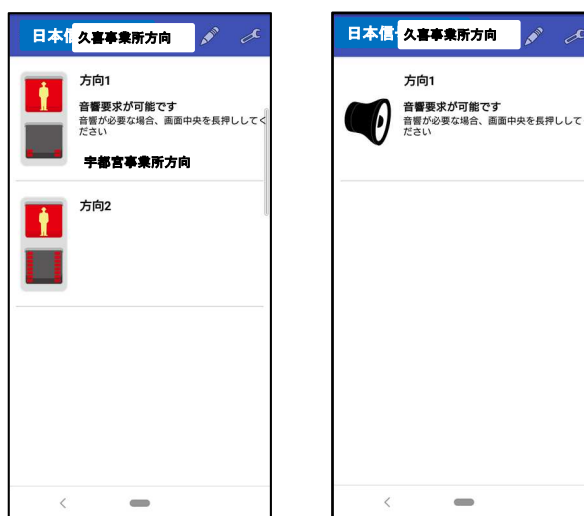 日本信
久喜事業所方向
方向1
音響要求が可能です
音響が必要な場合、画面中央を長押ししてく
ださい
宇都宮事業所方向
方向2
日本信
久喜事業所方向
方向1
音響要求が可能です
音響が必要な場合、画面中央を長押しして
ださい